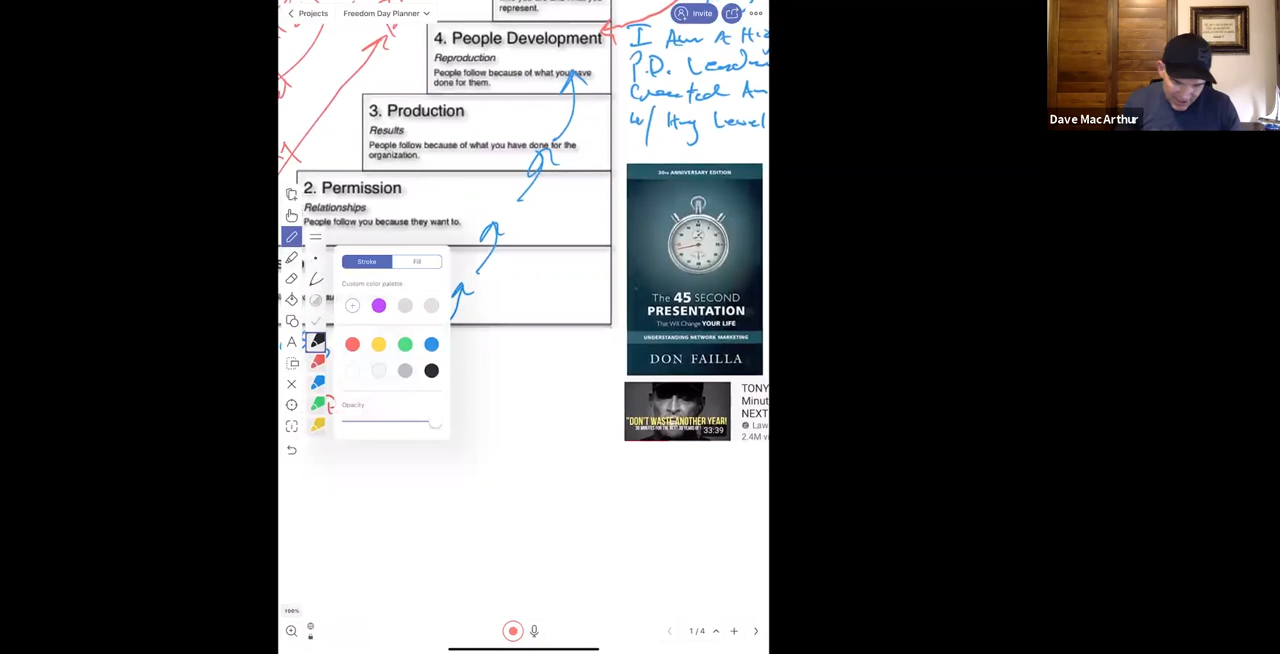 represent.
Projects
Freedom Day Planner
Invite
4. People Development
Reproduction
People follow because of what you have
done for them.
I Am A
P.D.
Created An
w/ Level
3. Production
Results
People follow because of what you have done for the
organization.
2. Permission
Relationships
People follow you because they want to.
Stroke
Fill
Custom color palette
Opacity
30TH ANNIVERSARY EDITION
The 45 SECOND
PRESENTATION
That Will Change YOUR LIFE
UNDERSTANDING NETWORK MARKETING
DON FAILLA
"DON'T WASTE ANOTHER YEAR!
33:39
TONY
Minut
NEXT
Law
2.4M vi
100%
1 / 4
Dave MacArthur